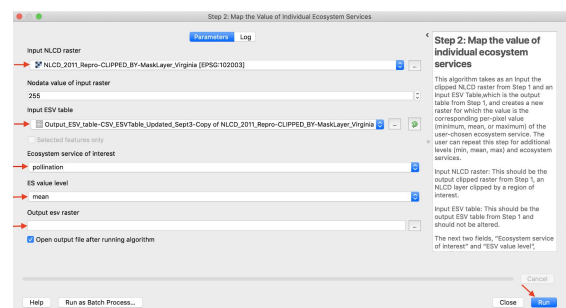 Step 2: Map the Value of Individual Ecosystem Services
Parameters Log
Input NLCD raster
NLCD_2011_Repro-CLIPPED_BY-MaskLayer_Virginia [EPSG:102003]
Nodata value of input raster
255
Input ESV table
Output_ESV_table-CSV_ESVTable_Updated_Sept3-Copy of NLCD_2011_Repro-CLIPPED_BY-MaskLayer_Virginia
Selected features only
Ecosystem service of interest
pollination
ES value level
mean
Output esv raster
Open output file after running algorithm
Step 2: Map the value of
individual ecosystem
services
This algorithm takes as an Input the
clipped NLCD raster from Step 1 and an
Input ESV Table,which is the output
table from Step 1, and creates a new
raster for which the value is the
corresponding per-pixel value
(minimum, mean, or maximum) of the
user-chosen ecosystem service. The
user can repeat this step for additional
levels (min, mean, max) and ecosystem
services.
Input NLCD raster: This should be the
output clipped raster from Step 1, an
NLCD layer clipped by a region of
interest.
Input ESV table: This should be the
output ESV table from Step 1 and
should not be altered.
The next two fields, "Ecosystem service
of interest" and "ESV value level",
Cancel
Help Run as Batch Process... Close Run